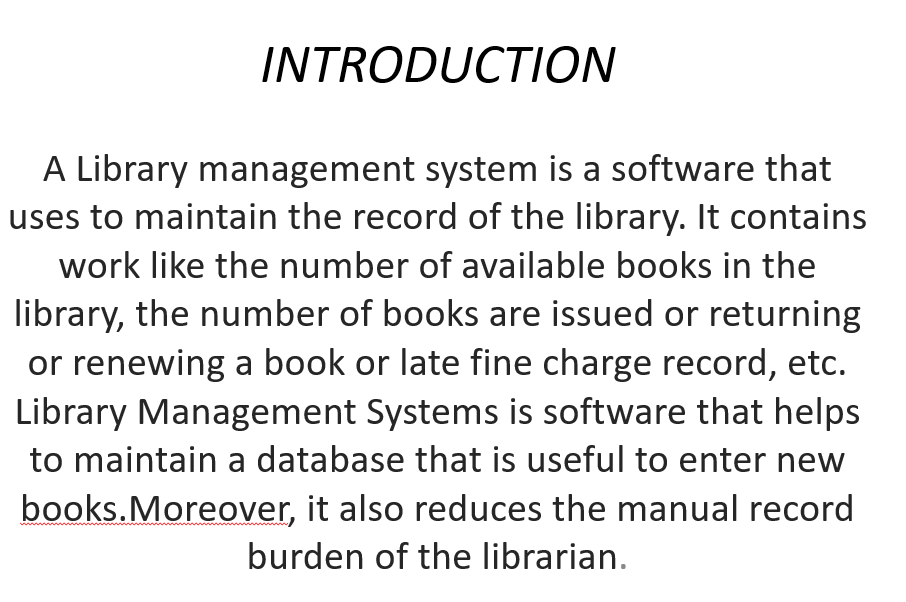 INTRODUCTION
A Library management system is a software that
uses to maintain the record of the library. It contains
work like the number of available books in the
library, the number of books are issued or returning
or renewing a book or late fine charge record, etc.
Library Management Systems is software that helps
to maintain a database that is useful to enter new
books.Moreover, it also reduces the manual record
burden of the librarian.